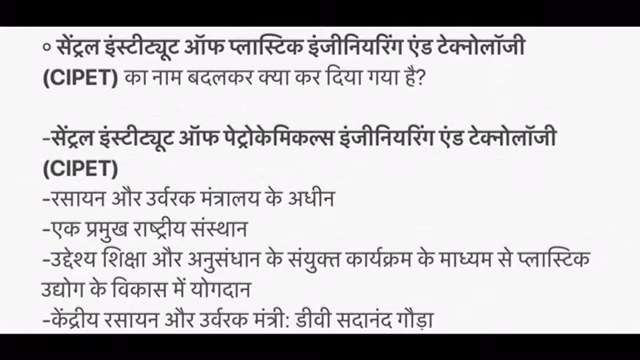 ० सेंट्रल इंस्टीट्यूट ऑफ प्लास्टिक इंजीनियरिंग एंड टेक्नोलॉजी
(CIPET) का नाम बदलकर क्या कर दिया गया है?
-सेंट्रल इंस्टीट्यूट ऑफ पेट्रोकेमिकल्स इंजीनियरिंग एंड टेक्नोलॉजी
(CIPET)
-रसायन और उर्वरक मंत्रालय के अधीन
-एक प्रमुख राष्ट्रीय संस्थान
-उद्देश्य शिक्षा और अनुसंधान के संयुक्त कार्यक्रम के माध्यम से प्लास्टिक
उद्योग के विकास में योगदान
-केंद्रीय रसायन और उर्वरक मंत्री: डीवी सदानंद गौड़ा